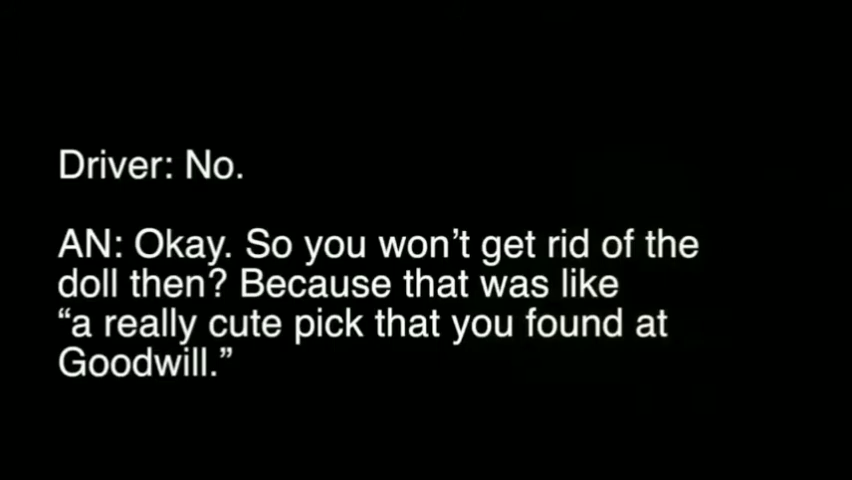 Driver: No.
AN: Okay. So you won’t get rid of the
doll then? Because that was like
“a really cute pick that you found at
Goodwill.”